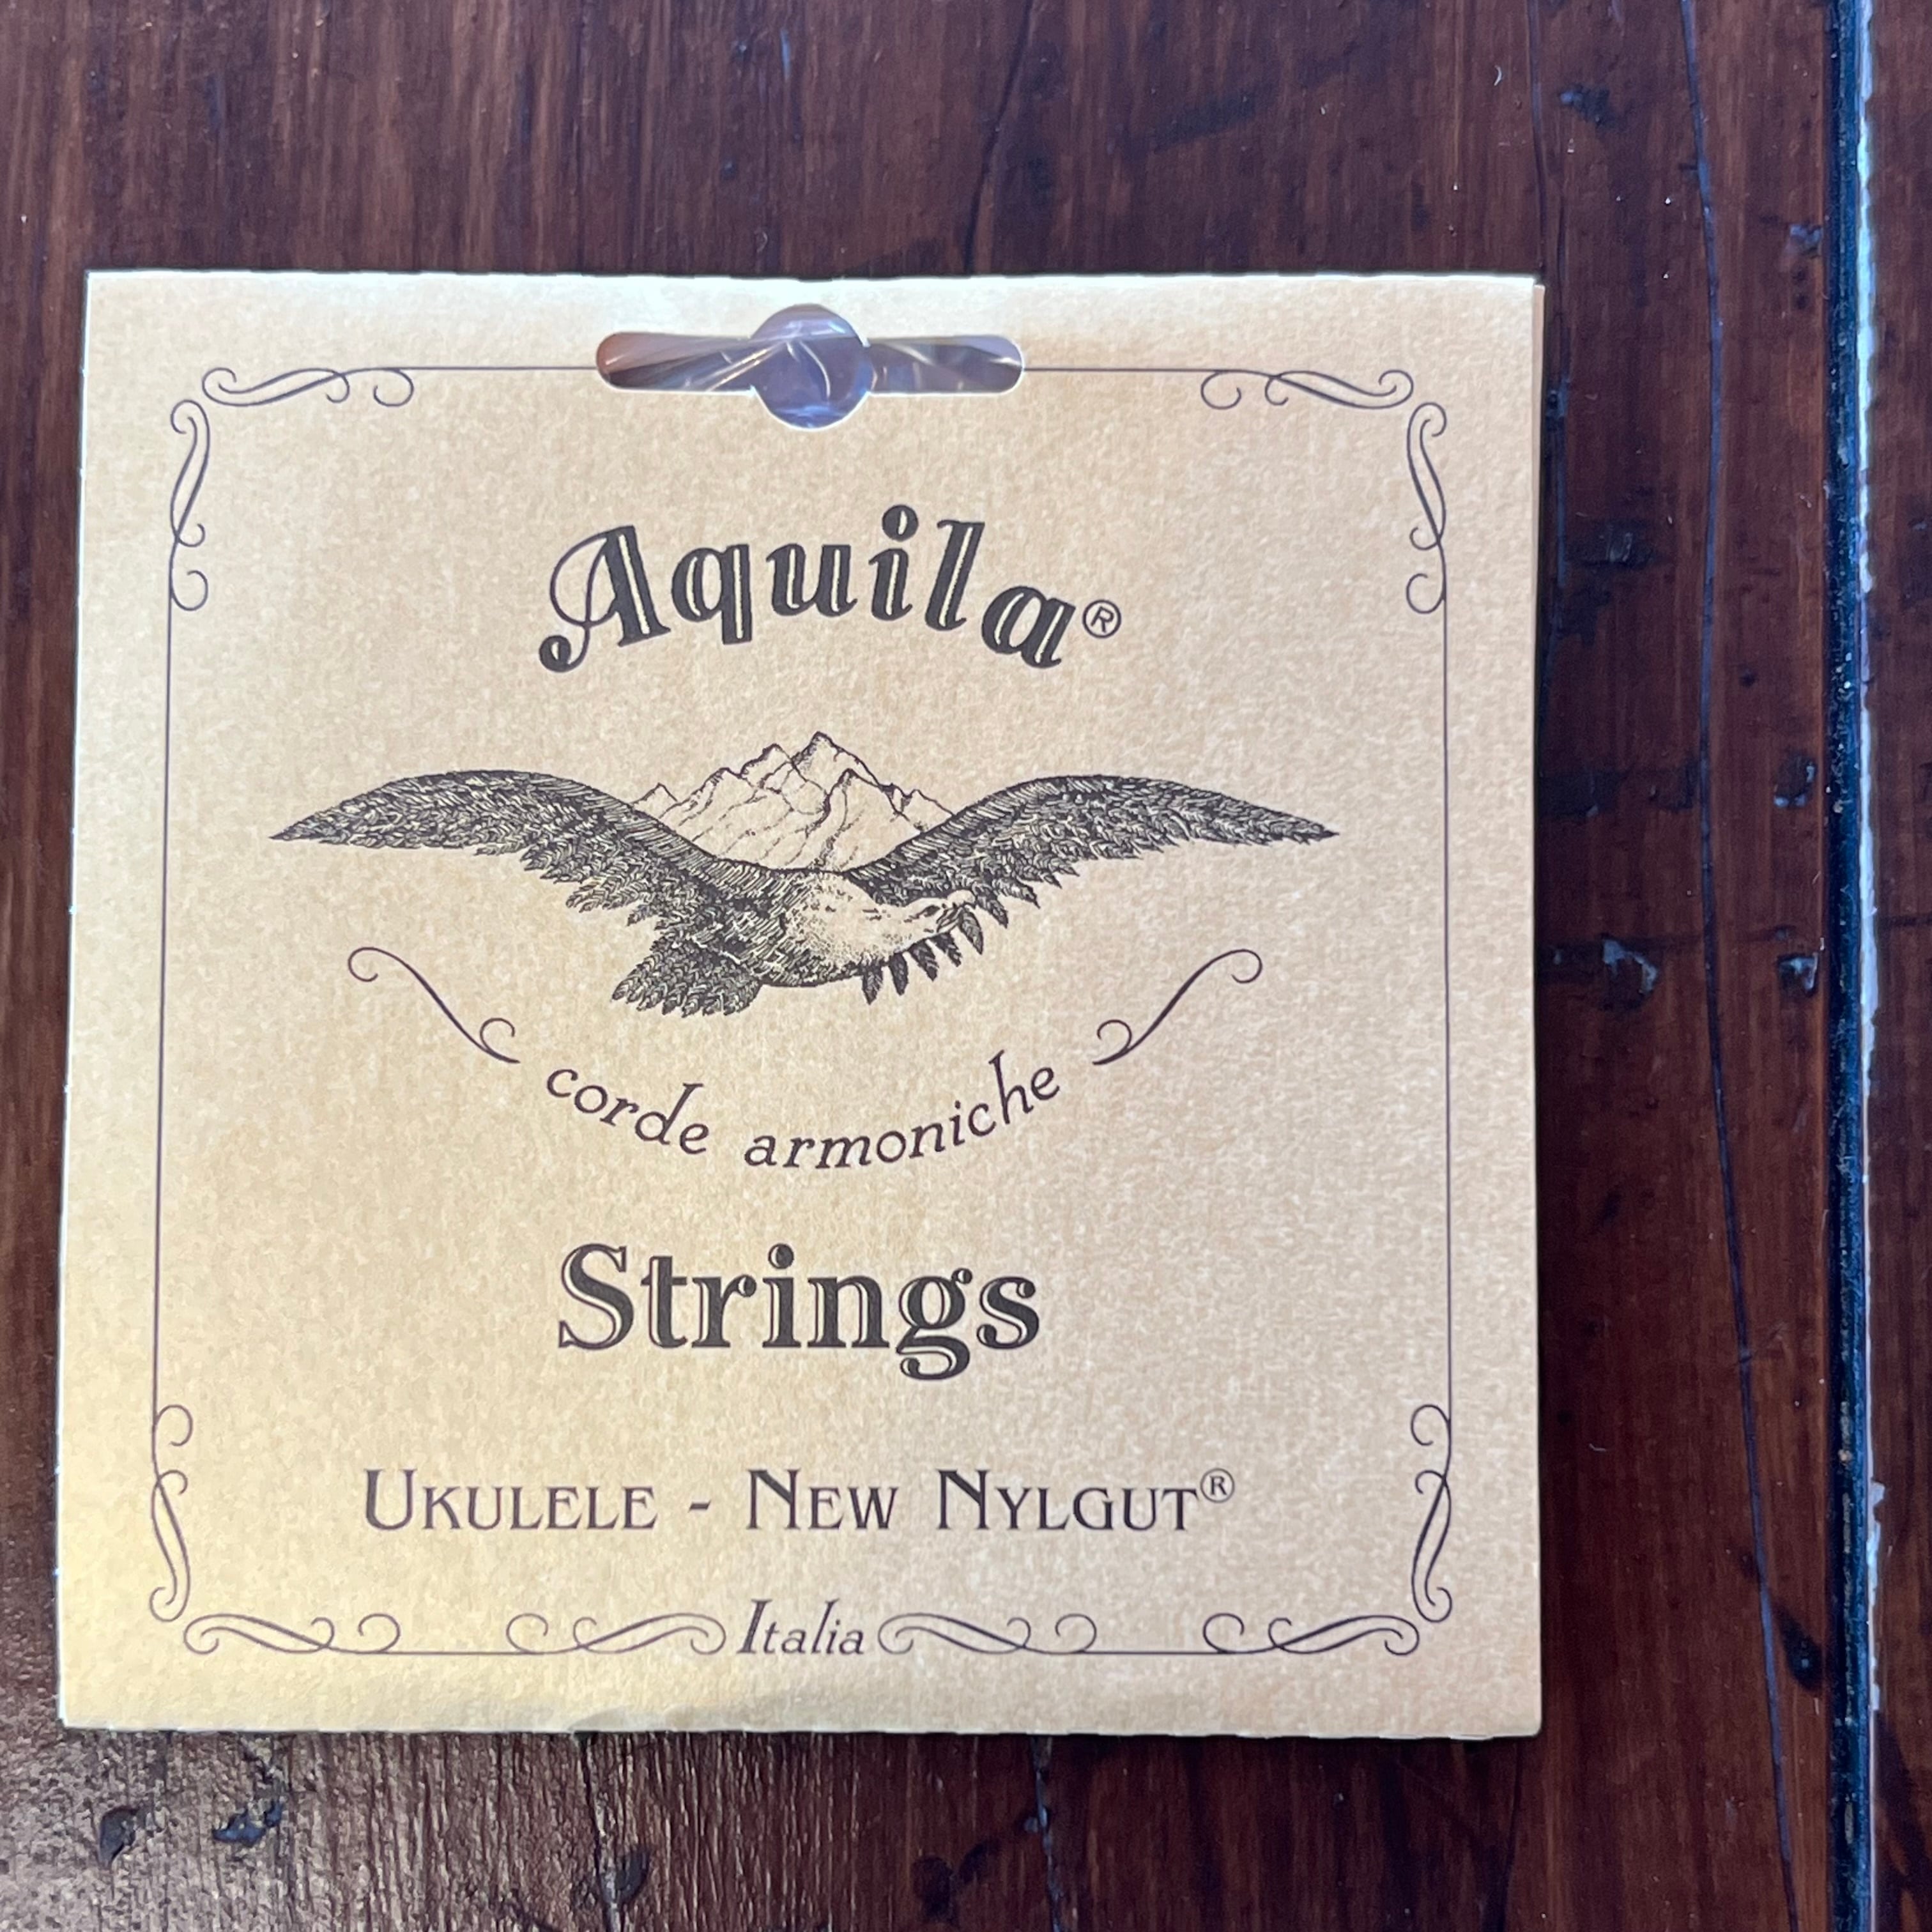 Aquila®
corde armoniche
Strings
UKULELE - NEW NYLGUT®
Italia